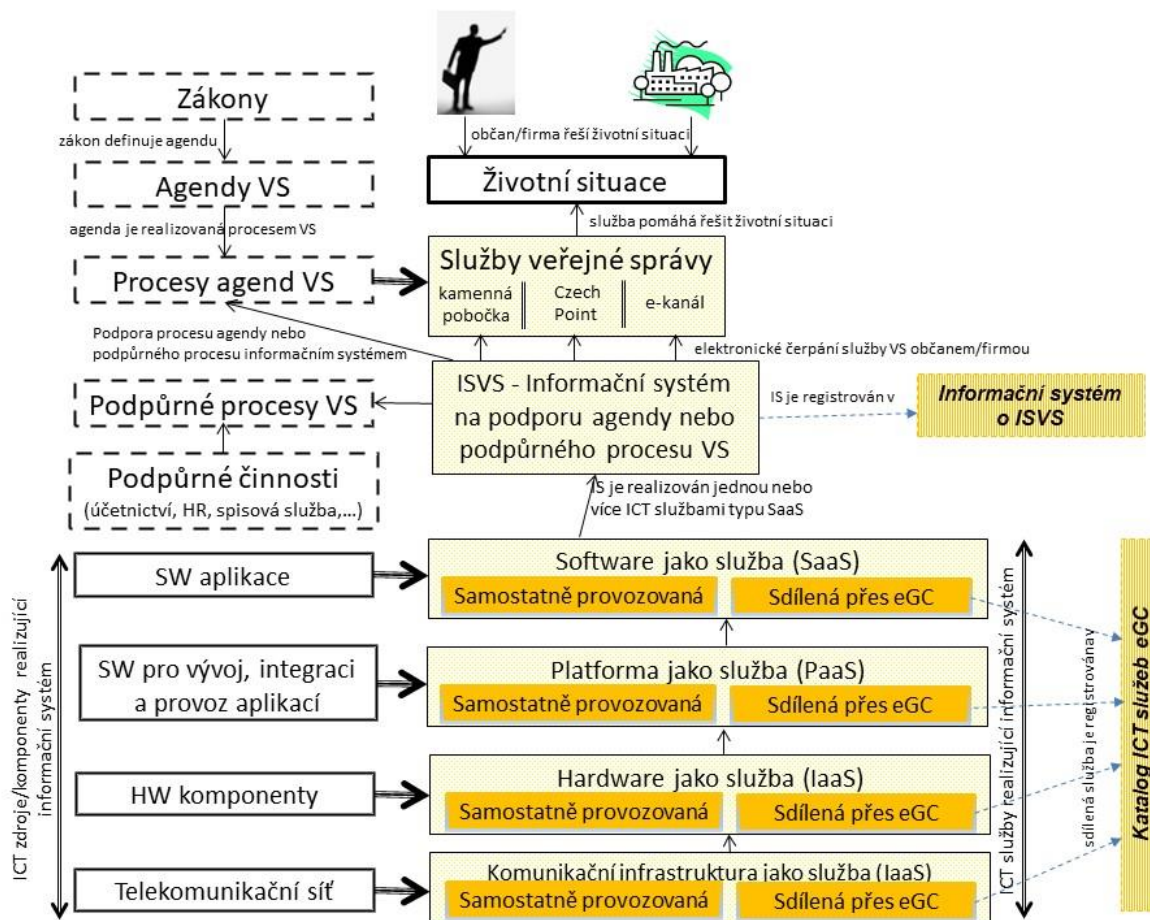 Zákony
zákon definuje agendu
občan/firma řeší životní situaci
Agendy VS
Životní situace
agenda je realizovaná procesem VS
služba pomáhá řešit životní situaci
Procesy agend VS
Služby veřejné správy
kamenná
pobočka
Czech
Point
e-kanál
Podpora procesu agendy nebo
podpůrného procesu informačním systémem
elektronické čerpání služby VS občanem/firmou
Podpůrné procesy VS
ISVS - Informační systém
na podporu agendy nebo
podpůrného procesu VS
IS je registrován v
Informační systém
o ISVS
Podpůrné činnosti
(účetnictví, HR, spisová služba,...)
IS je realizován jednou nebo
více ICT službami typu SaaS
ICT zdroje/komponenty realizující
informační systém
SW aplikace
Software jako služba (SaaS)
Samostatně provozovaná
Sdílená přes eGC
SW pro vývoj, integraci
a provoz aplikací
Platforma jako služba (PaaS)
Samostatně provozovaná
Sdílená přes eGC
HW komponenty
Hardware jako služba (IaaS)
Samostatně provozovaná
Sdílená přes eGC
Telekomunikační síť
Komunikační infrastruktura jako služba (IaaS)
Samostatně provozovaná
Sdílená přes eGC
ICT služby realizující informační systém
sdílená služba je registrovánav
Katalog ICT služeb eGC